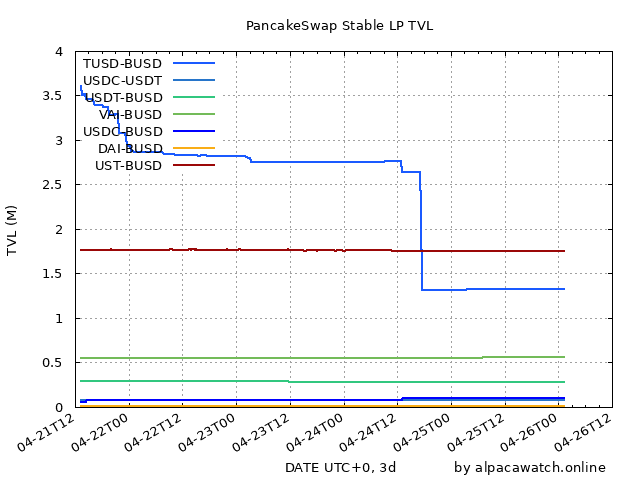 PancakeSwap Stable LP TVL
4
3.5
3
2.5
2
1.5
1
0.5
0
TVL (M)
TUSD-BUSD
USDC-USDT
USDT-BUSD
VAI-BUSD
USDC-BUSD
DAI-BUSD
UST-BUSD
04-21T12
04-22T00
04-22T12
04-23T00
04-23T12
04-24T00
04-24T12
04-25T00
04-25T12
04-26T00
04-26T12
DATE UTC+0, 3d
by alpacawatch.online